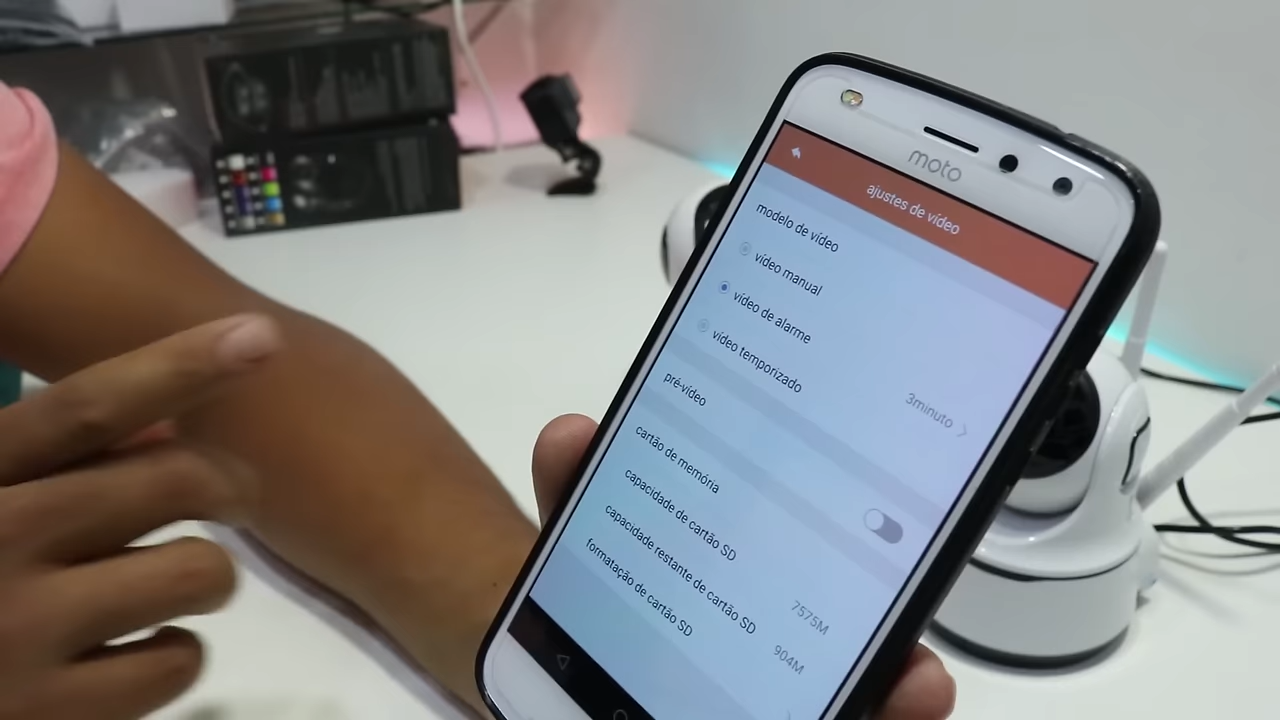 moto
ajustes de vídeo
modelo de vídeo
vídeo manual
vídeo de alarme
vídeo temporizado
3minuto
pré-vídeo
cartão de memória
capacidade de cartão SD
7575M
capacidade restante de cartão SD
904M
formatação de cartão SD